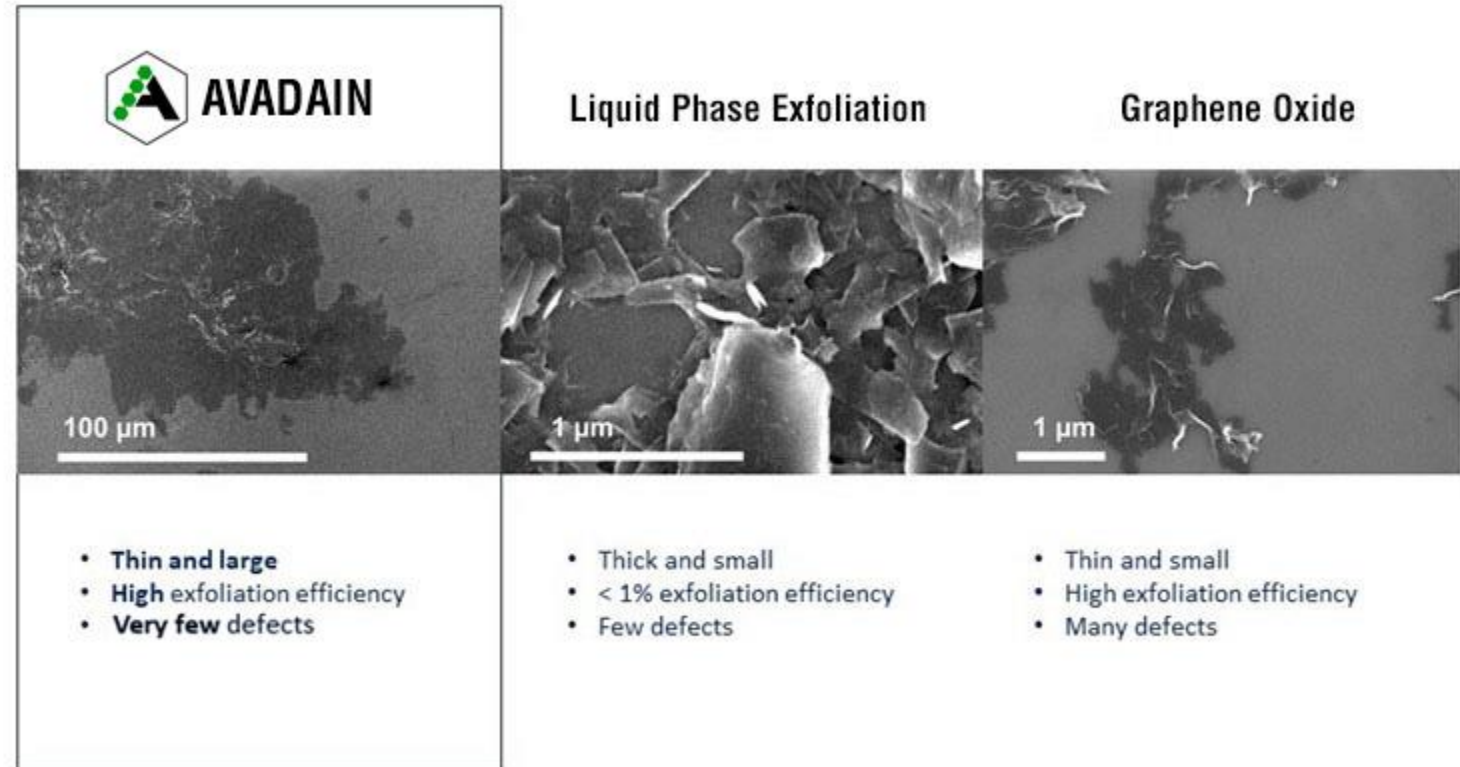 AVADAIN
Liquid Phase Exfoliation
Graphene Oxide
100 µm
1 µm
1 µm
• Thin and large
• High exfoliation efficiency
• Very few defects
• Thick and small
• < 1% exfoliation efficiency
• Few defects
• Thin and small
• High exfoliation efficiency
• Many defects